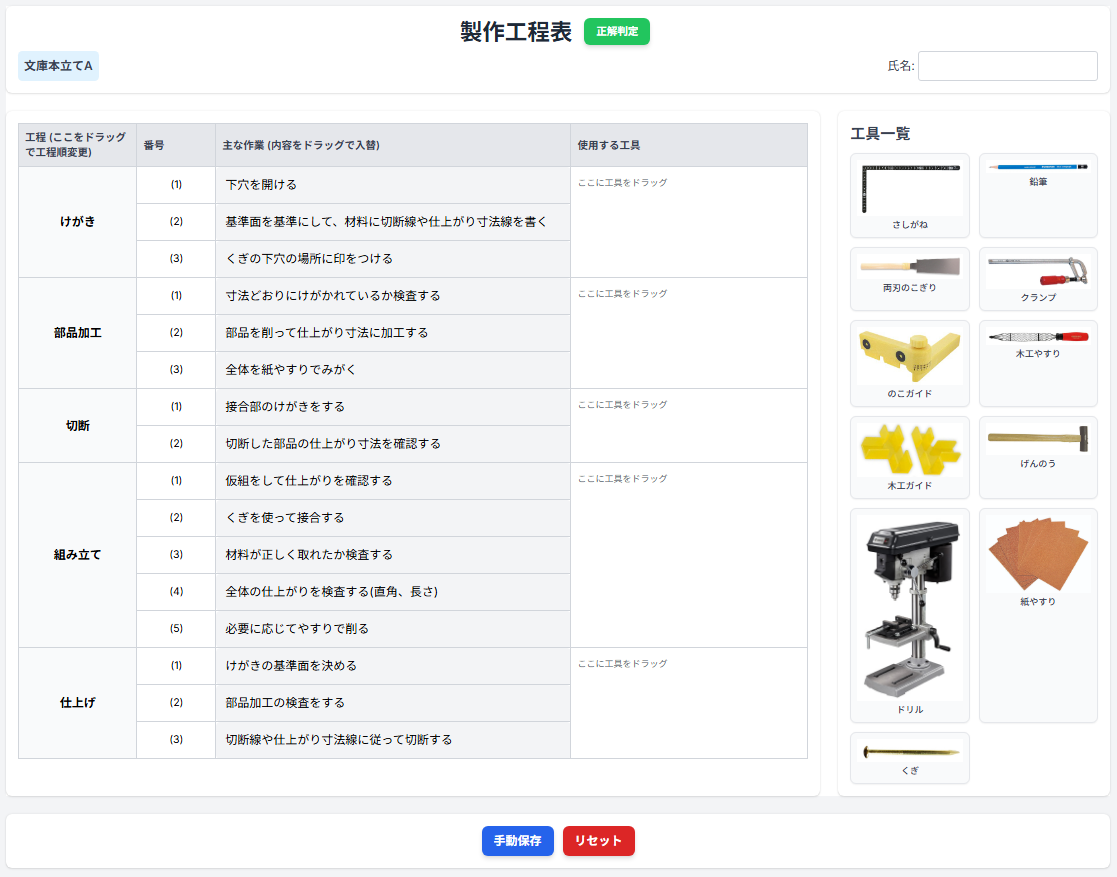 製作工程表
正解判定
文庫本立てA
氏名:
工程 (ここをドラッグ
で工程順変更)
番号
主な作業 (内容をドラッグで入替)
使用する工具
けがき
(1)
下穴を開ける
ここに工具をドラッグ
(2)
基準面を基準にして、材料に切断線や仕上がり寸法線を書く
(3)
くぎの下穴の場所に印をつける
部品加工
(1)
寸法どおりにけがかれているか検査する
ここに工具をドラッグ
(2)
部品を削って仕上がり寸法に加工する
(3)
全体を紙やすりでみがく
切断
(1)
接合部のけがきをする
ここに工具をドラッグ
(2)
切断した部品の仕上がり寸法を確認する
組み立て
(1)
仮組をして仕上がりを確認する
ここに工具をドラッグ
(2)
くぎを使って接合する
(3)
材料が正しく取れたか検査する
(4)
全体の仕上がりを検査する(直角、長さ)
(5)
必要に応じてやすりで削る
仕上げ
(1)
けがきの基準面を決める
ここに工具をドラッグ
(2)
部品加工の検査をする
(3)
切断線や仕上がり寸法線に従って切断する
工具一覧
さしがね
鉛筆
両刃のこぎり
クランプ
のこガイド
木工やすり
木工ガイド
げんのう
ドリル
紙やすり
くぎ
手動保存
リセット